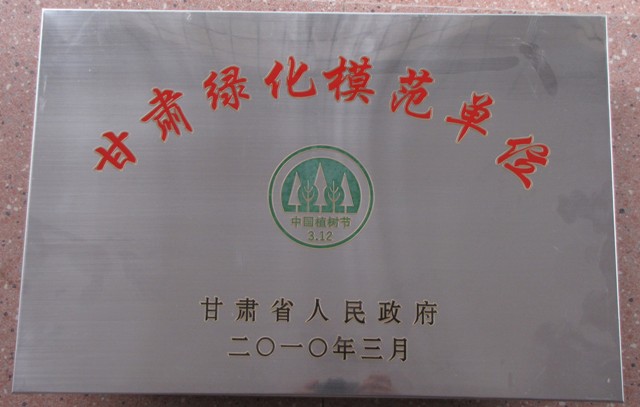 甘肃绿化模范单位
中国植树节
3.12
甘肃省人民政府
二〇一〇年三月